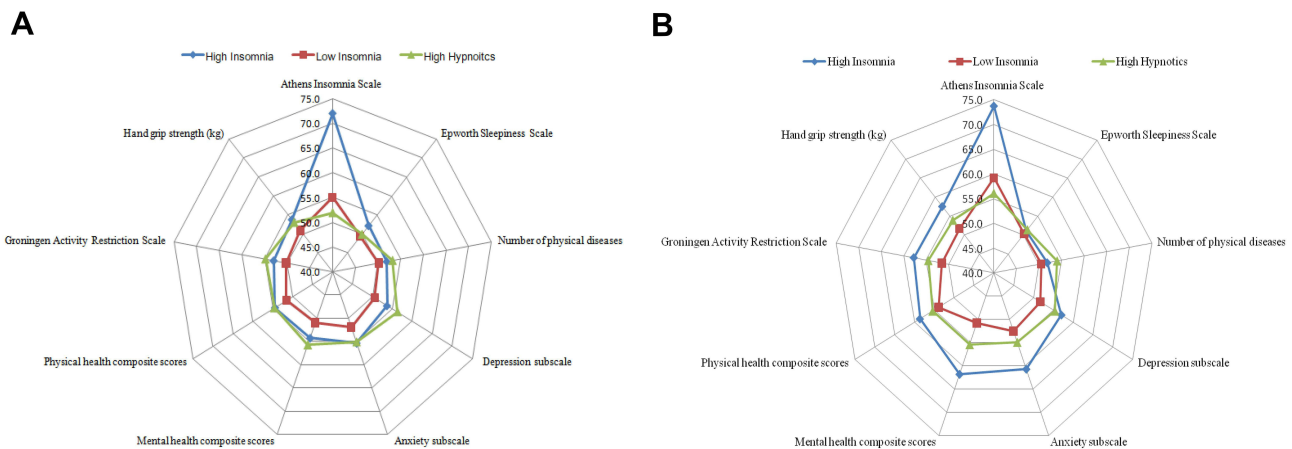 A
High Insomnia
Low Insomnia
High Hypnoitcs
Athens Insomnia Scale
75.0
70.0
65.0
60.0
55.0
50.0
45.0
40.0
Epworth Sleepiness Scale
Number of physical diseases
Depression subscale
Anxiety subscale
Mental health composite scores
Physical health composite scores
Groningen Activity Restriction Scale
Hand grip strength (kg)
B
High Insomnia
Low Insomnia
High Hypnotics
Athens Insomnia Scale
75.0
70.0
65.0
60.0
55.0
50.0
45.0
40.0
Epworth Sleepiness Scale
Number of physical diseases
Depression subscale
Anxiety subscale
Mental health composite scores
Physical health composite scores
Groningen Activity Restriction Scale
Hand grip strength (kg)